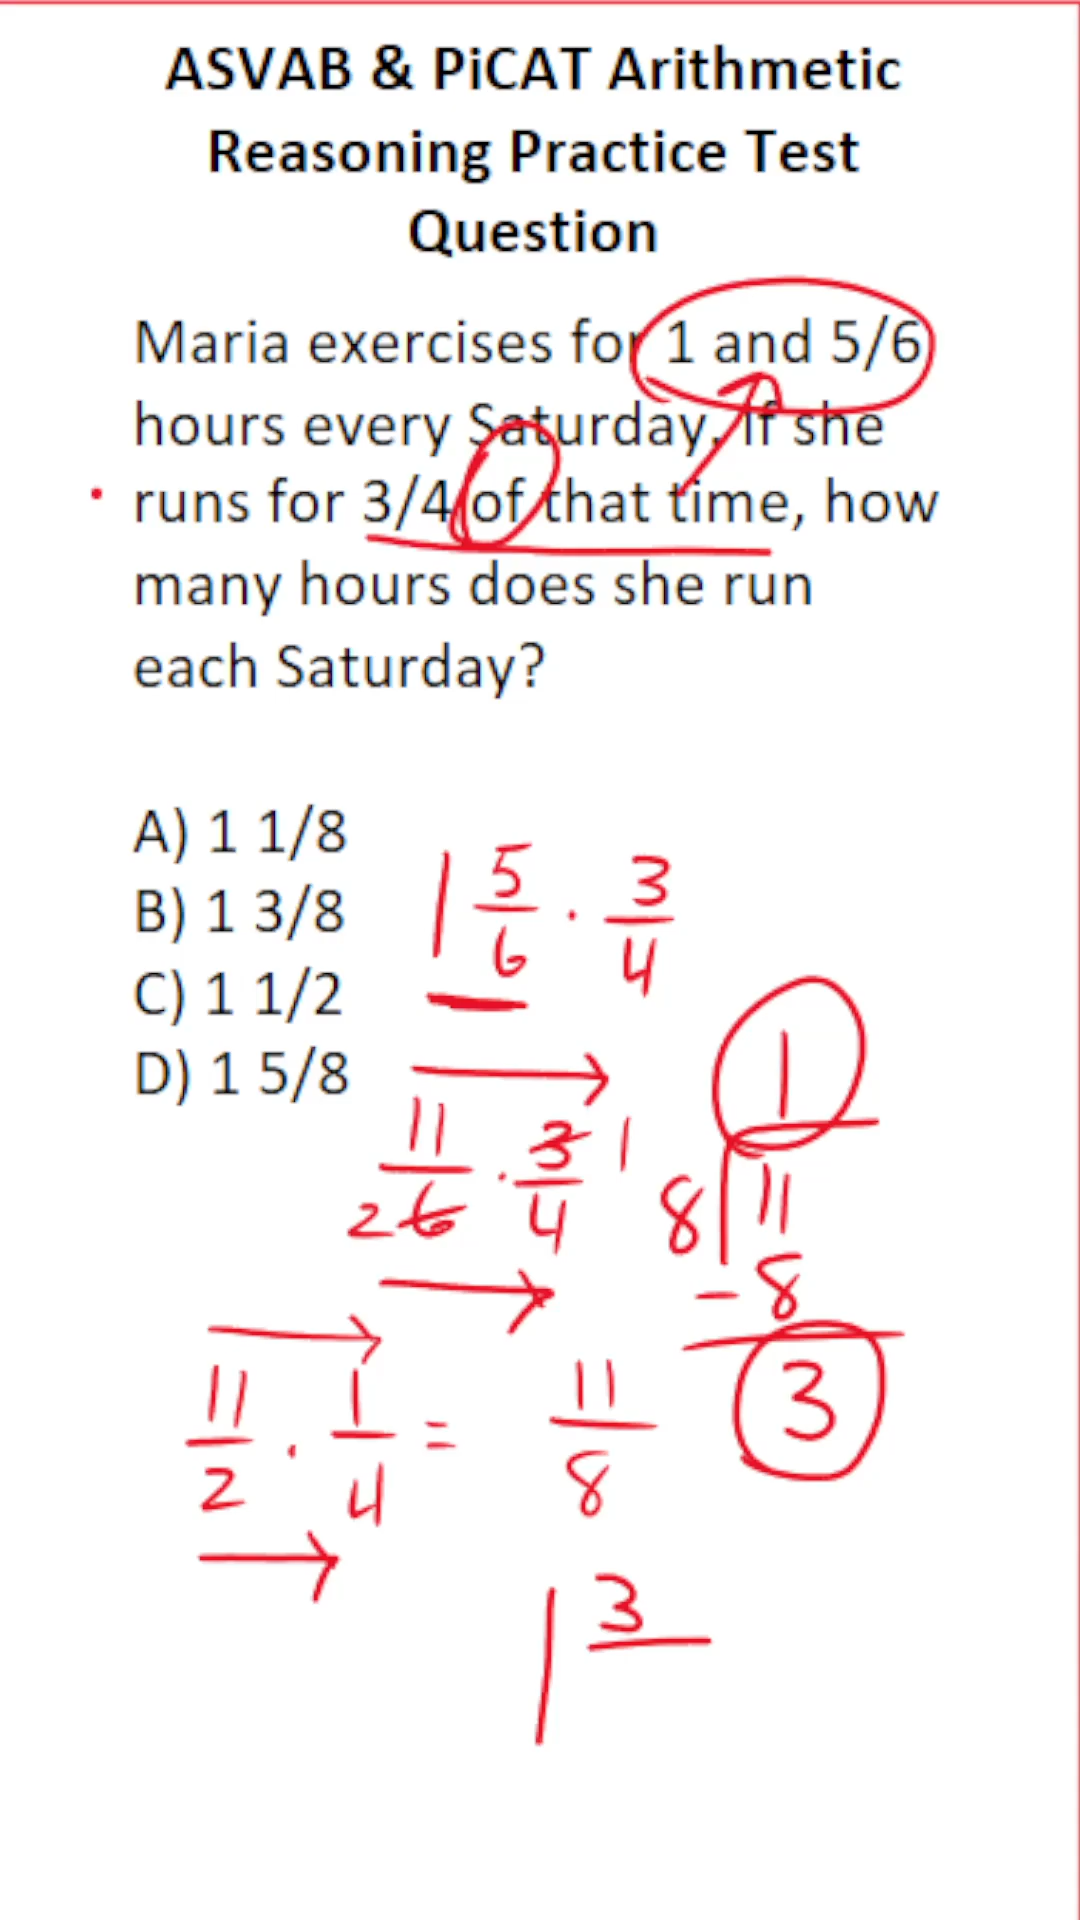 ASVAB & PiCAT Arithmetic
Reasoning Practice Test
Question
Maria exercises for 1 and 5/6
hours every Saturday. If she
runs for 3/4 of that time, how
many hours does she run
each Saturday?
A) 1 1/8
B) 1 3/8
C) 1 1/2
D) 1 5/8
1 5/6 · 3/4
11/6 · 3/4
2 1
1
8 11
- 8
3
11/2 · 1/4 = 11/8
1 3